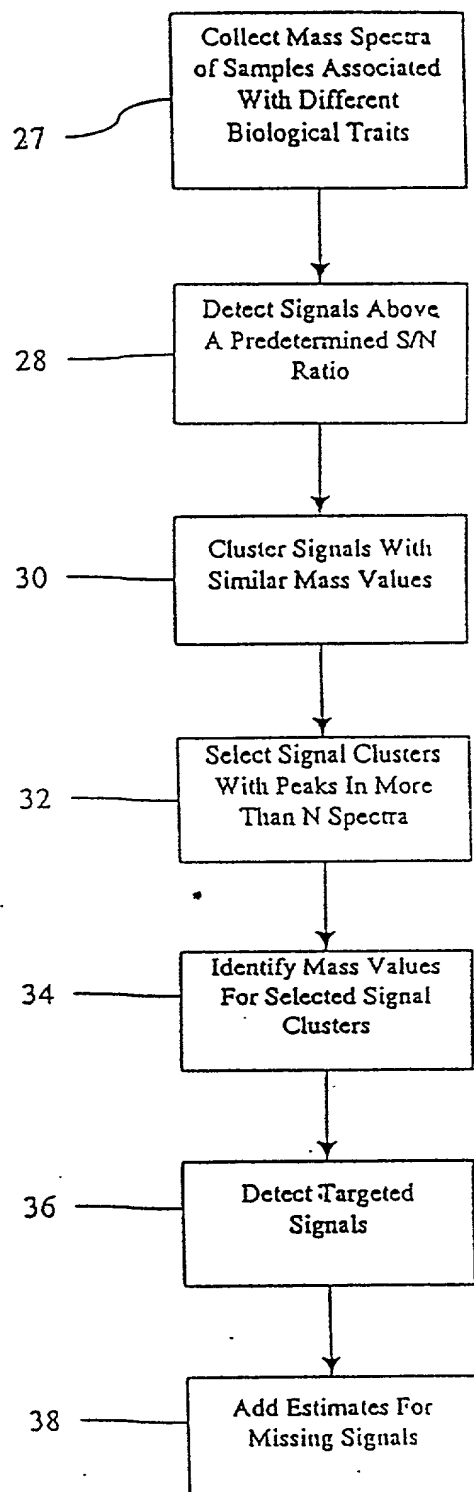 Collect Mass Spectra
of Samples Associated
With Different
Biological Traits
27
Detect Signals Above
A Predetermined S/N
Ratio
28
Cluster Signals With
Similar Mass Values
30
Select Signal Clusters
With Peaks In More
Than N Spectra
32
Identify Mass Values
For Selected Signal
Clusters
34
Detect Targeted
Signals
36
Add Estimates For
Missing Signals
38